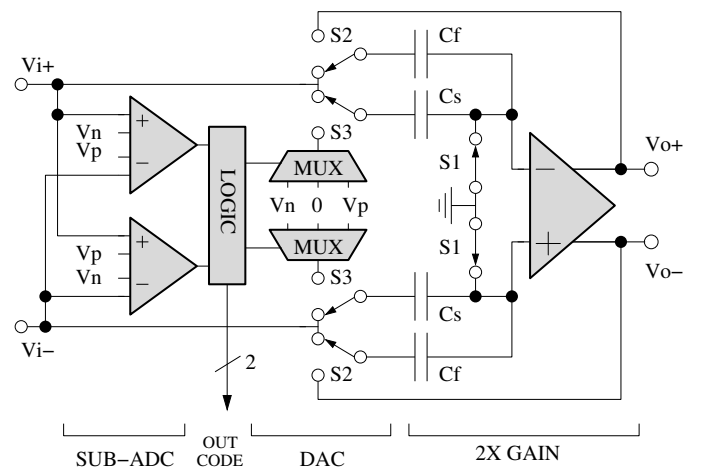 S2
Cf
Vi+
Cs
Vn
Vp
+
−
S3
MUX
S1
Vo+
−
LOGIC
Vn 0 Vp
+
Vp
Vn
−
MUX
S1
+
Vo−
S3
Cs
Vi−
Cf
S2
2
SUB−ADC
OUT
CODE
DAC
2X GAIN